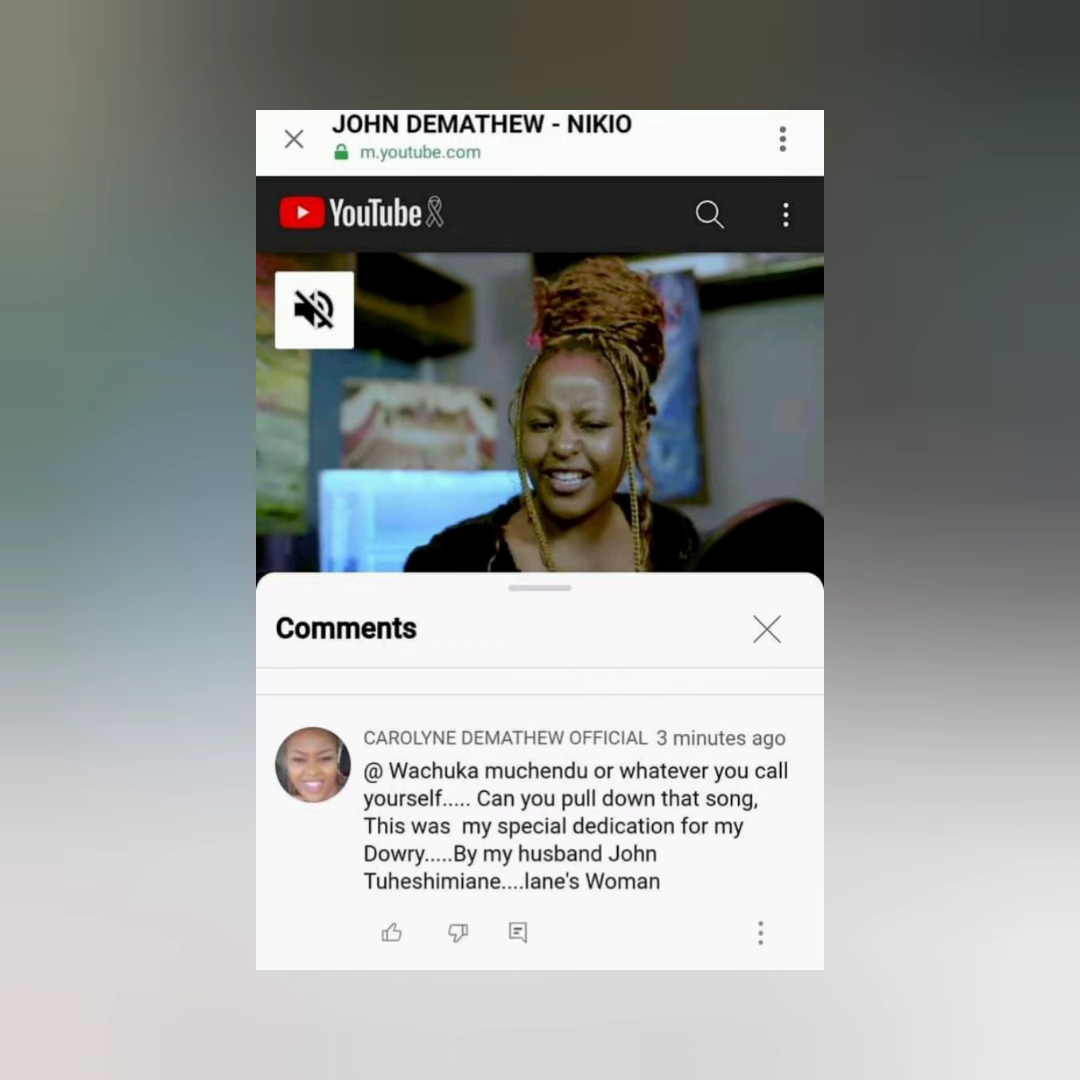 JOHN DEMATHEW - NIKIO
m.youtube.com
YouTube
Comments
CAROLYNE DEMATHEW OFFICIAL 3 minutes ago
@ Wachuka muchendu or whatever you call
yourself..... Can you pull down that song,
This was my special dedication for my
Dowry.....By my husband John
Tuheshimiane....lane's Woman